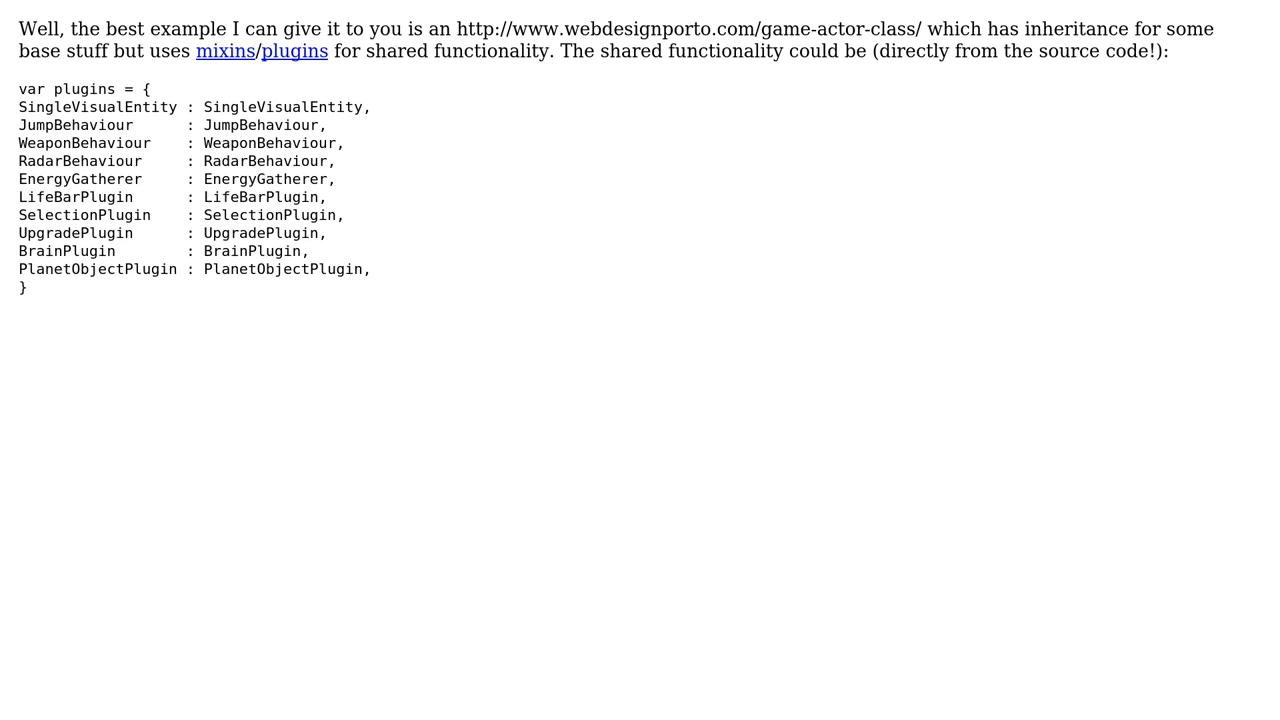 Well, the best example I can give it to you is an http://www.webdesignporto.com/game-actor-class/ which has inheritance for some
base stuff but uses mixins/plugins for shared functionality. The shared functionality could be (directly from the source code!):
var plugins = {
SingleVisualEntity : SingleVisualEntity,
JumpBehaviour      : JumpBehaviour,
WeaponBehaviour    : WeaponBehaviour,
RadarBehaviour     : RadarBehaviour,
EnergyGatherer     : EnergyGatherer,
LifeBarPlugin      : LifeBarPlugin,
SelectionPlugin    : SelectionPlugin,
UpgradePlugin      : UpgradePlugin,
BrainPlugin        : BrainPlugin,
PlanetObjectPlugin : PlanetObjectPlugin,
}